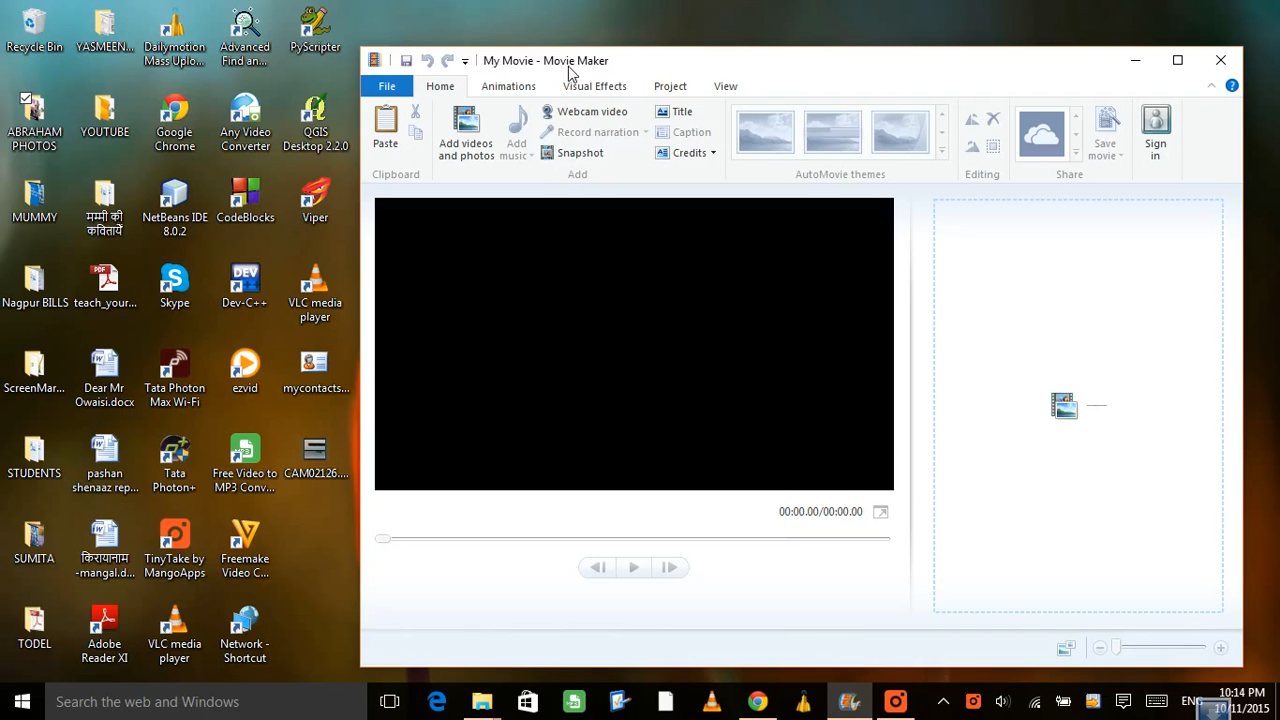 Recycle Bin
YASMEEN...
Dailymotion
Mass Uplo...
Advanced
Find an...
PyScripter
ABRAHAM
PHOTOS
YOUTUBE
Google
Chrome
Any Video
Converter
QGIS
Desktop 2.2.0
MUMMY
मम्मी की
कवितायें
NetBeans IDE
8.0.2
CodeBlocks
Viper
Nagpur BILLS
teach_your...
Skype
Dev-C++
VLC media
player
ScreenMar...
Dear Mr
Owaisi.docx
Tata Photon
Max Wi-Fi
ezvid
mycontacts...
STUDENTS
pashan
shenaaz rep...
Tata
Photon+
Free Video to
MP3 Conv...
CAM02126....
SUMITA
किरायानाम
-mangal.d...
TinyTake by
MangoApps
Freemake
Video C...
TODEL
Adobe
Reader XI
VLC media
player
Network -
Shortcut
My Movie - Movie Maker
File Home Animations Visual Effects Project View
Paste
Clipboard
Add videos
and photos
Add
music
Webcam video
Record narration
Snapshot
Title
Caption
Credits
Add
AutoMovie themes
Editing
Share
Save
movie
Sign
in
00:00.00/00:00.00
Search the web and Windows
ENG
10:14 PM
10/11/2015